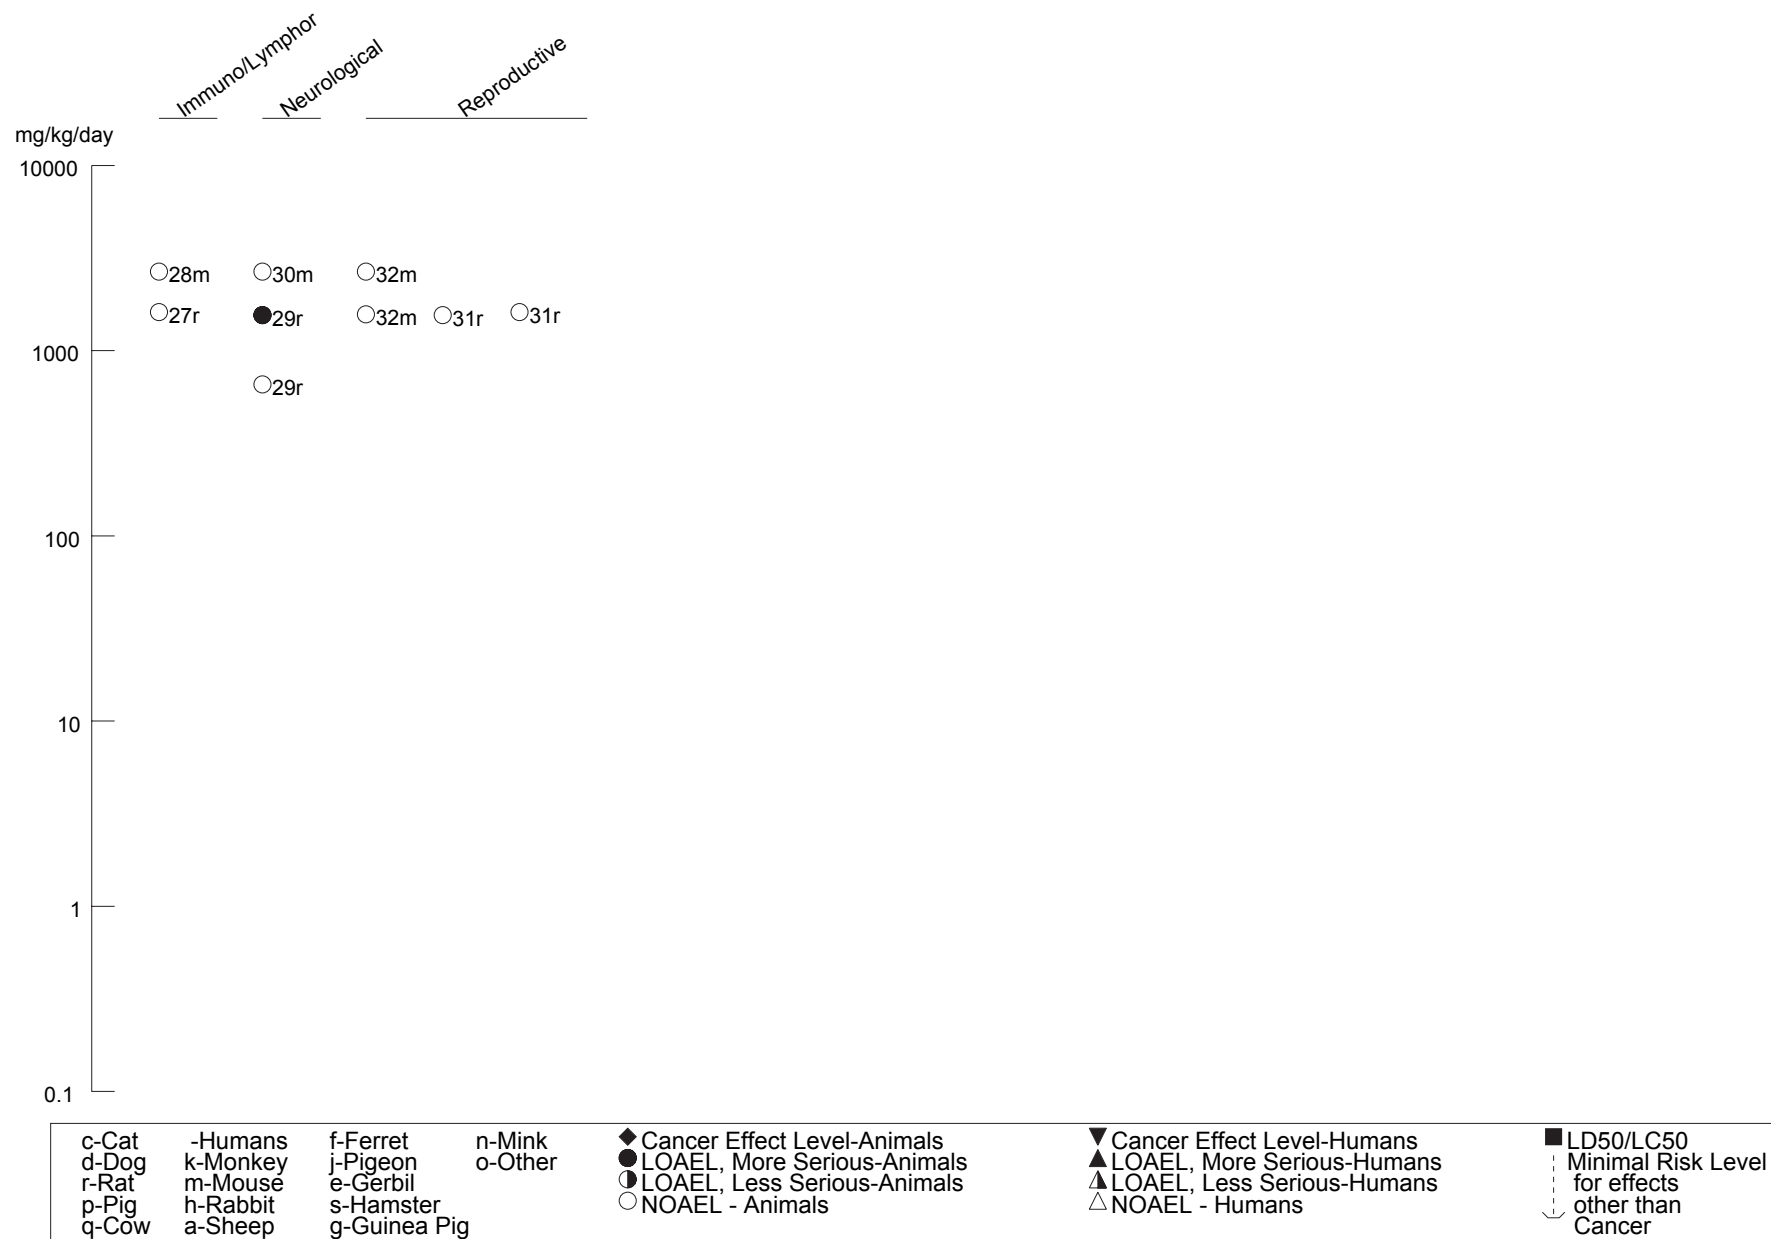 Immuno/Lymphor
Neurological
Reproductive
mg/kg/day
10000
28m
30m
32m
27r
29r
32m
31r
31r
1000
29r
100
10
1
0.1
c-Cat -Humans f-Ferret n-Mink Cancer Effect Level-Animals Cancer Effect Level-Humans LD50/LC50
d-Dog k-Monkey j-Pigeon o-Other LOAEL, More Serious-Animals LOAEL, More Serious-Humans Minimal Risk Level
r-Rat m-Mouse e-Gerbil LOAEL, Less Serious-Animals LOAEL, Less Serious-Humans for effects
p-Pig h-Rabbit s-Hamster NOAEL - Animals NOAEL - Humans other than
q-Cow a-Sheep g-Guinea Pig Cancer